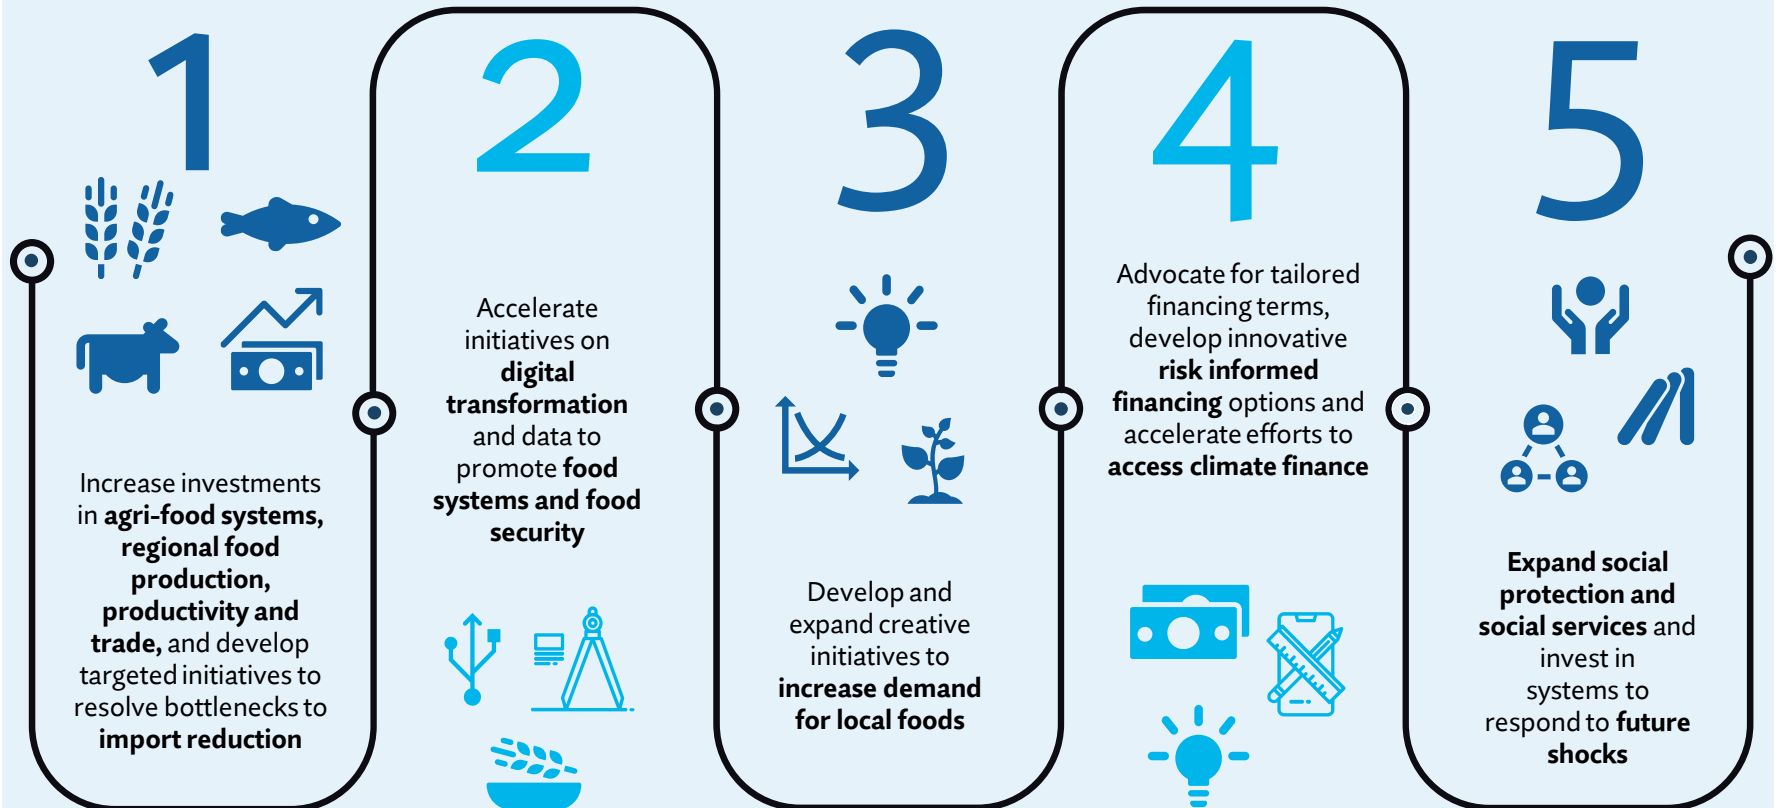 1
Increase investments
in agri-food systems,
regional food
production,
productivity and
trade, and develop
targeted initiatives to
resolve bottlenecks to
import reduction
2
Accelerate
initiatives on
digital
transformation
and data to
promote food
systems and food
security
3
Develop and
expand creative
initiatives to
increase demand
for local foods
4
Advocate for tailored
financing terms,
develop innovative
risk informed
financing options and
accelerate efforts to
access climate finance
5
Expand social
protection and
social services and
invest in
systems to
respond to future
shocks